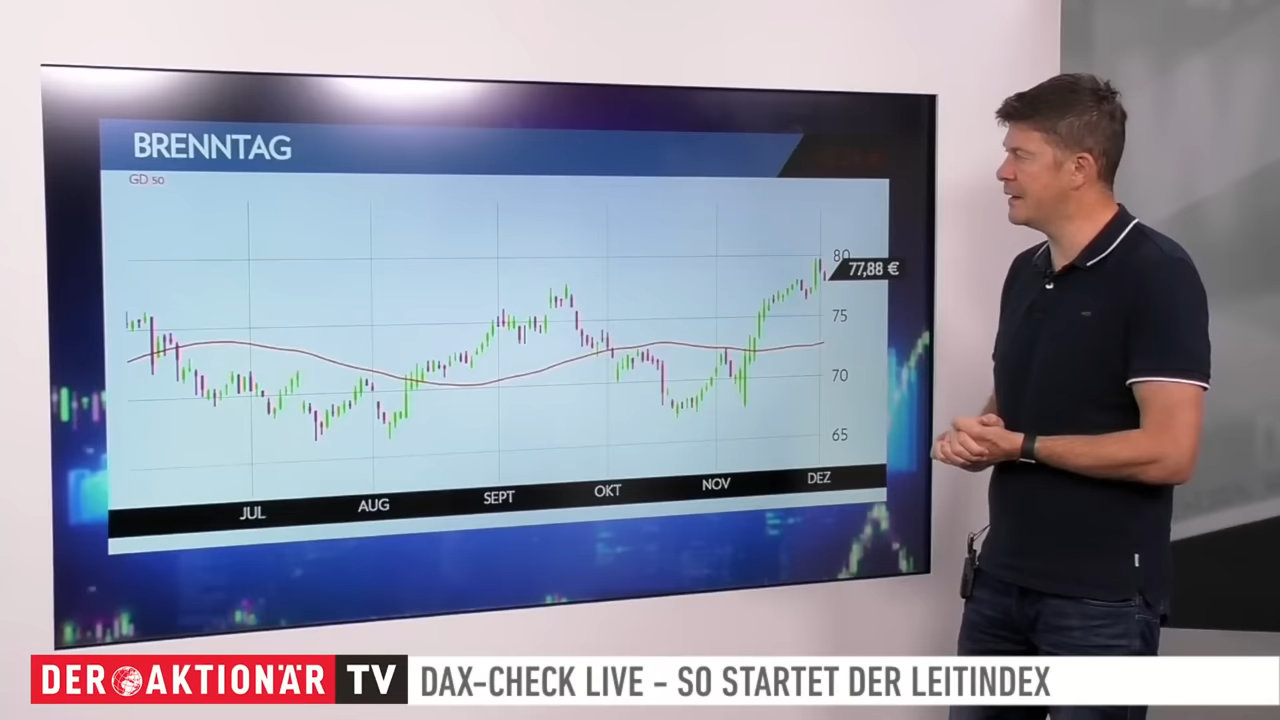 BRENNTAG
GD 50
80
77,88 €
75
70
65
JUL AUG SEPT OKT NOV DEZ
DER AKTIONÄR TV DAX-CHECK LIVE - SO STARTET DER LEITINDEX